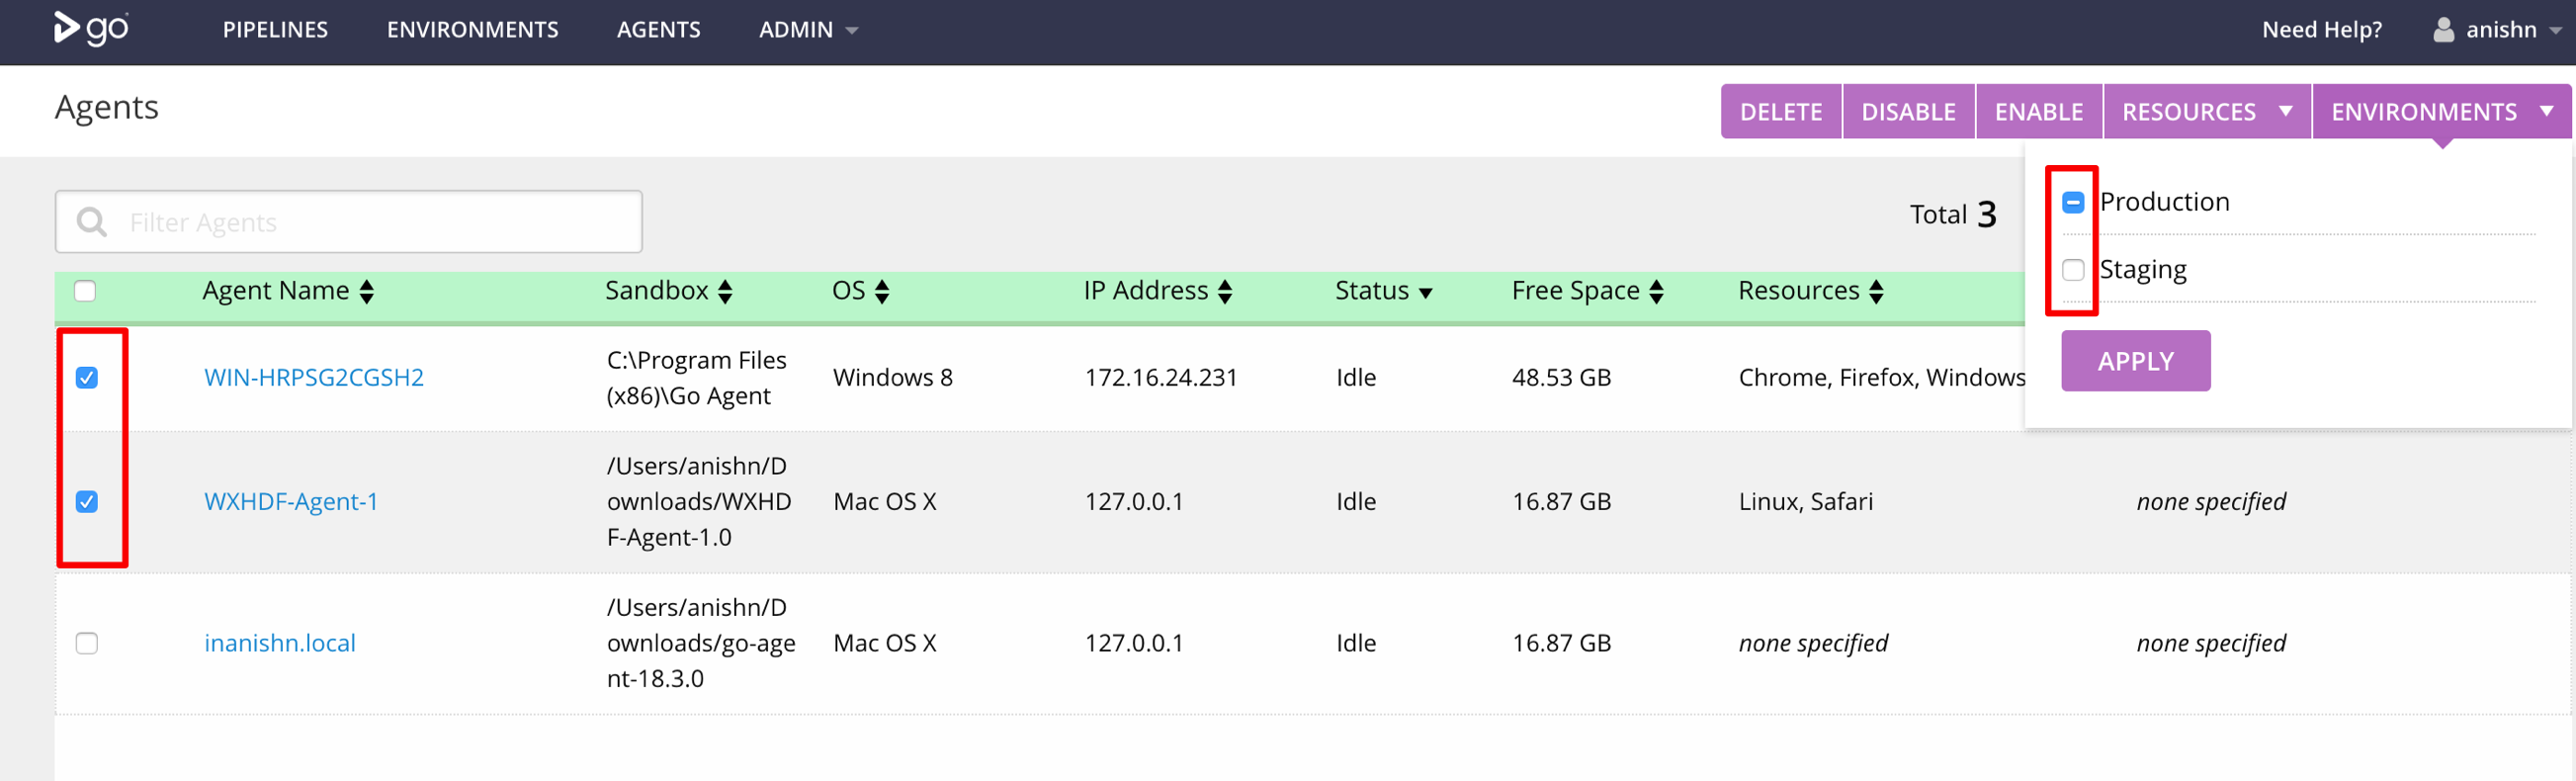 go PIPELINES ENVIRONMENTS AGENTS ADMIN Need Help? anishn
Agents DELETE DISABLE ENABLE RESOURCES ENVIRONMENTS
Filter Agents Total 3
Production
Staging
APPLY
Agent Name Sandbox OS IP Address Status Free Space Resources
WIN-HRPSG2CGSH2 C:\Program Files Windows 8 172.16.24.231 Idle 48.53 GB Chrome, Firefox, Windows
(x86)\Go Agent
/Users/anishn/D
WXHDF-Agent-1 ownloads/WXHD Mac OS X 127.0.0.1 Idle 16.87 GB Linux, Safari none specified
F-Agent-1.0
/Users/anishn/D
inanishn.local ownloads/go-age Mac OS X 127.0.0.1 Idle 16.87 GB none specified none specified
nt-18.3.0